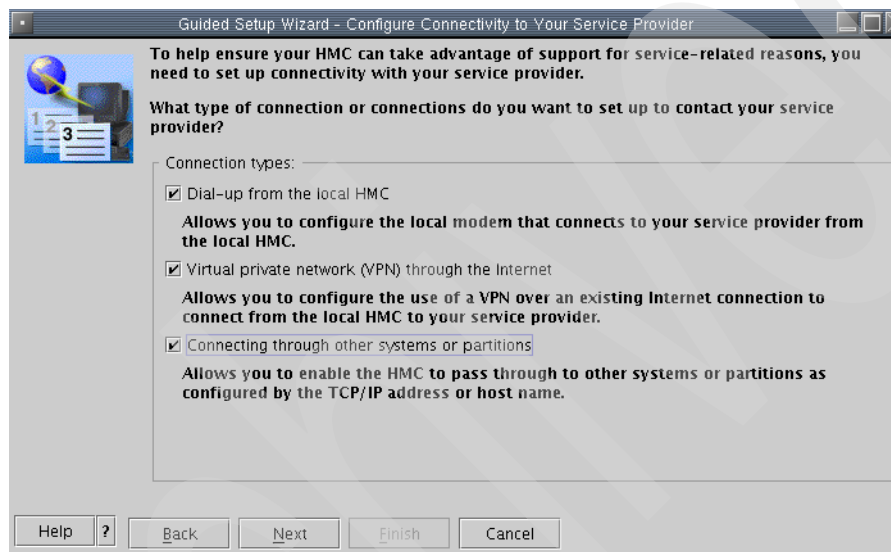 Guided Setup Wizard - Configure Connectivity to Your Service Provider
To help ensure your HMC can take advantage of support for service-related reasons, you
need to set up connectivity with your service provider.
What type of connection or connections do you want to set up to contact your service
provider?
1
2
3
Connection types:
Dial-up from the local HMC
Allows you to configure the local modem that connects to your service provider from
the local HMC.
Virtual private network (VPN) through the Internet
Allows you to configure the use of a VPN over an existing Internet connection to
connect from the local HMC to your service provider.
Connecting through other systems or partitions
Allows you to enable the HMC to pass through to other systems or partitions as
configured by the TCP/IP address or host name.
Help ? Back Next Finish Cancel